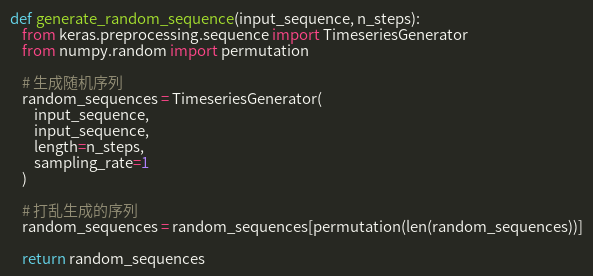 def generate_random_sequence(input_sequence, n_steps):
    from keras.preprocessing.sequence import TimeseriesGenerator
    from numpy.random import permutation

    # 生成随机序列
    random_sequences = TimeseriesGenerator(
        input_sequence,
        input_sequence,
        length=n_steps,
        sampling_rate=1
    )

    # 打乱生成的序列
    random_sequences = random_sequences[permutation(len(random_sequences))]

    return random_sequences